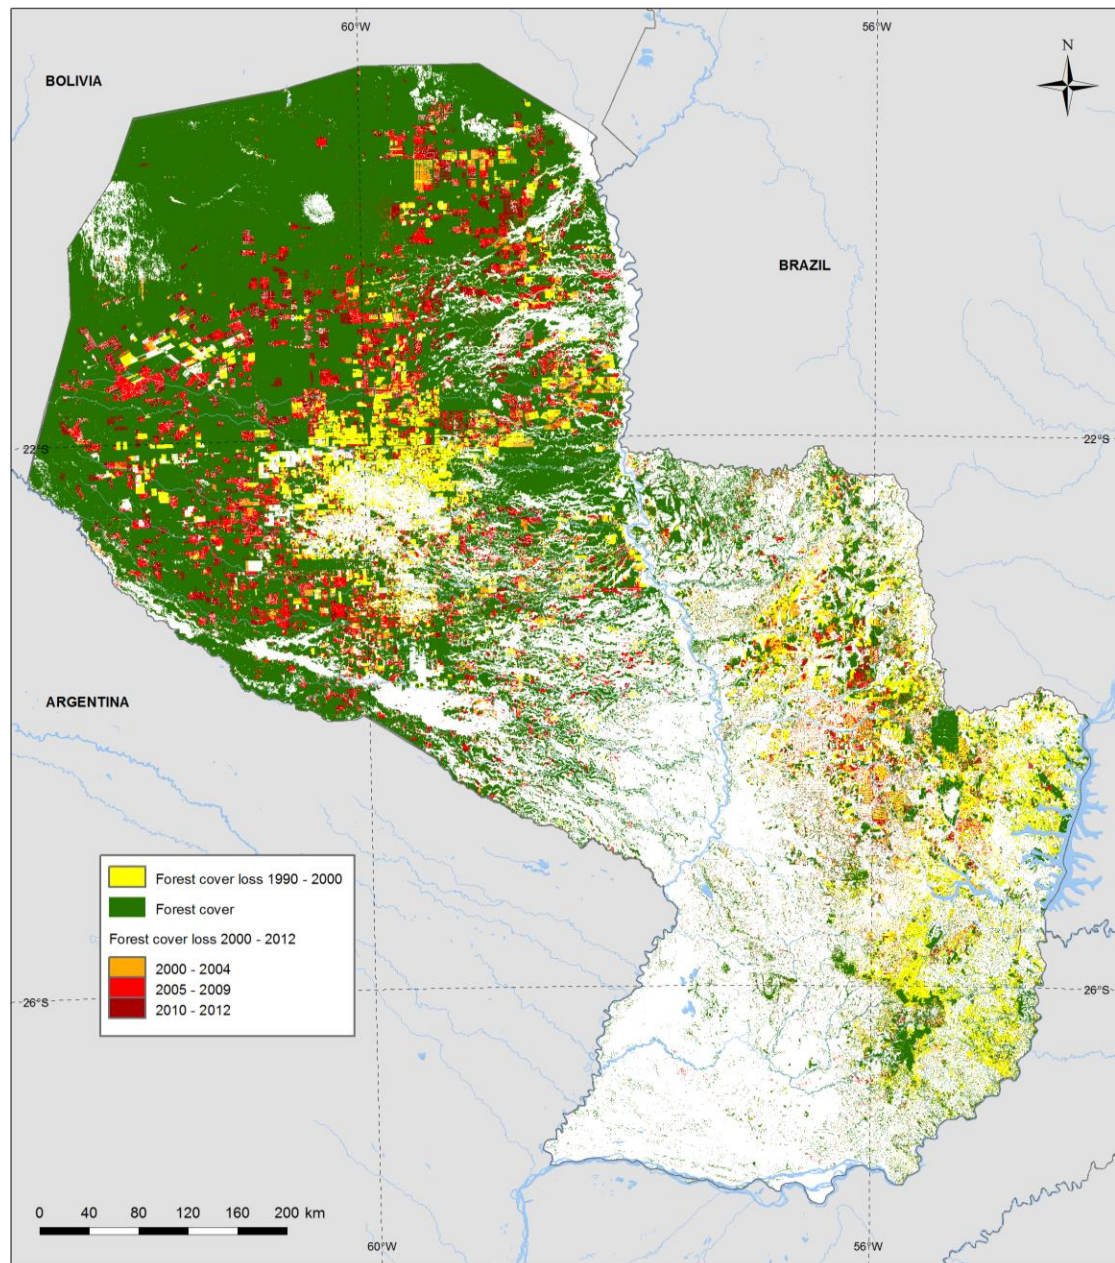 60°W
56°W
N
BOLIVIA
BRAZIL
22°S
22°S
ARGENTINA
Forest cover loss 1990 - 2000
Forest cover
Forest cover loss 2000 - 2012
2000 - 2004
2005 - 2009
2010 - 2012
26°S
26°S
0 40 80 120 160 200 km
60°W
56°W